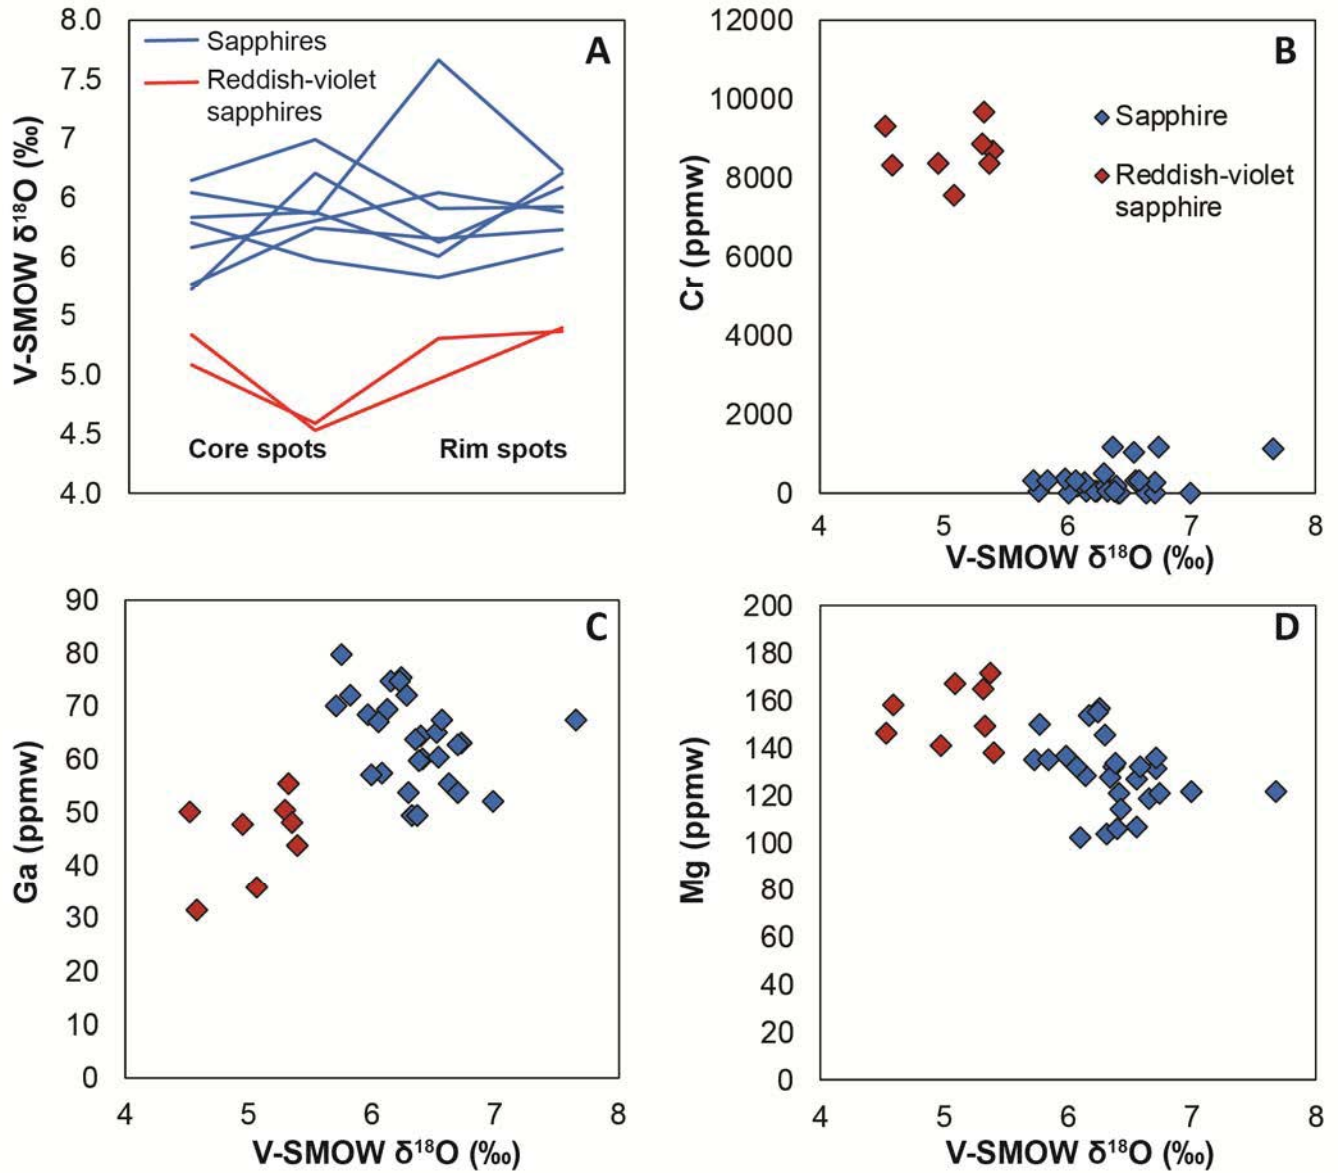 A
Sapphires
Reddish-violet
sapphires
V-SMOW δ¹⁸O (‰)
8.0
7.5
7
6
6
5
5.0
4.5
4.0
Core spots
Rim spots
B
Sapphire
Reddish-violet
sapphire
Cr (ppmw)
12000
10000
8000
6000
4000
2000
0
4 5 6 7 8
V-SMOW δ¹⁸O (‰)
C
Ga (ppmw)
90
80
70
60
50
40
30
20
10
0
4 5 6 7 8
V-SMOW δ¹⁸O (‰)
D
Mg (ppmw)
200
180
160
140
120
100
80
60
40
20
0
4 5 6 7 8
V-SMOW δ¹⁸O (‰)